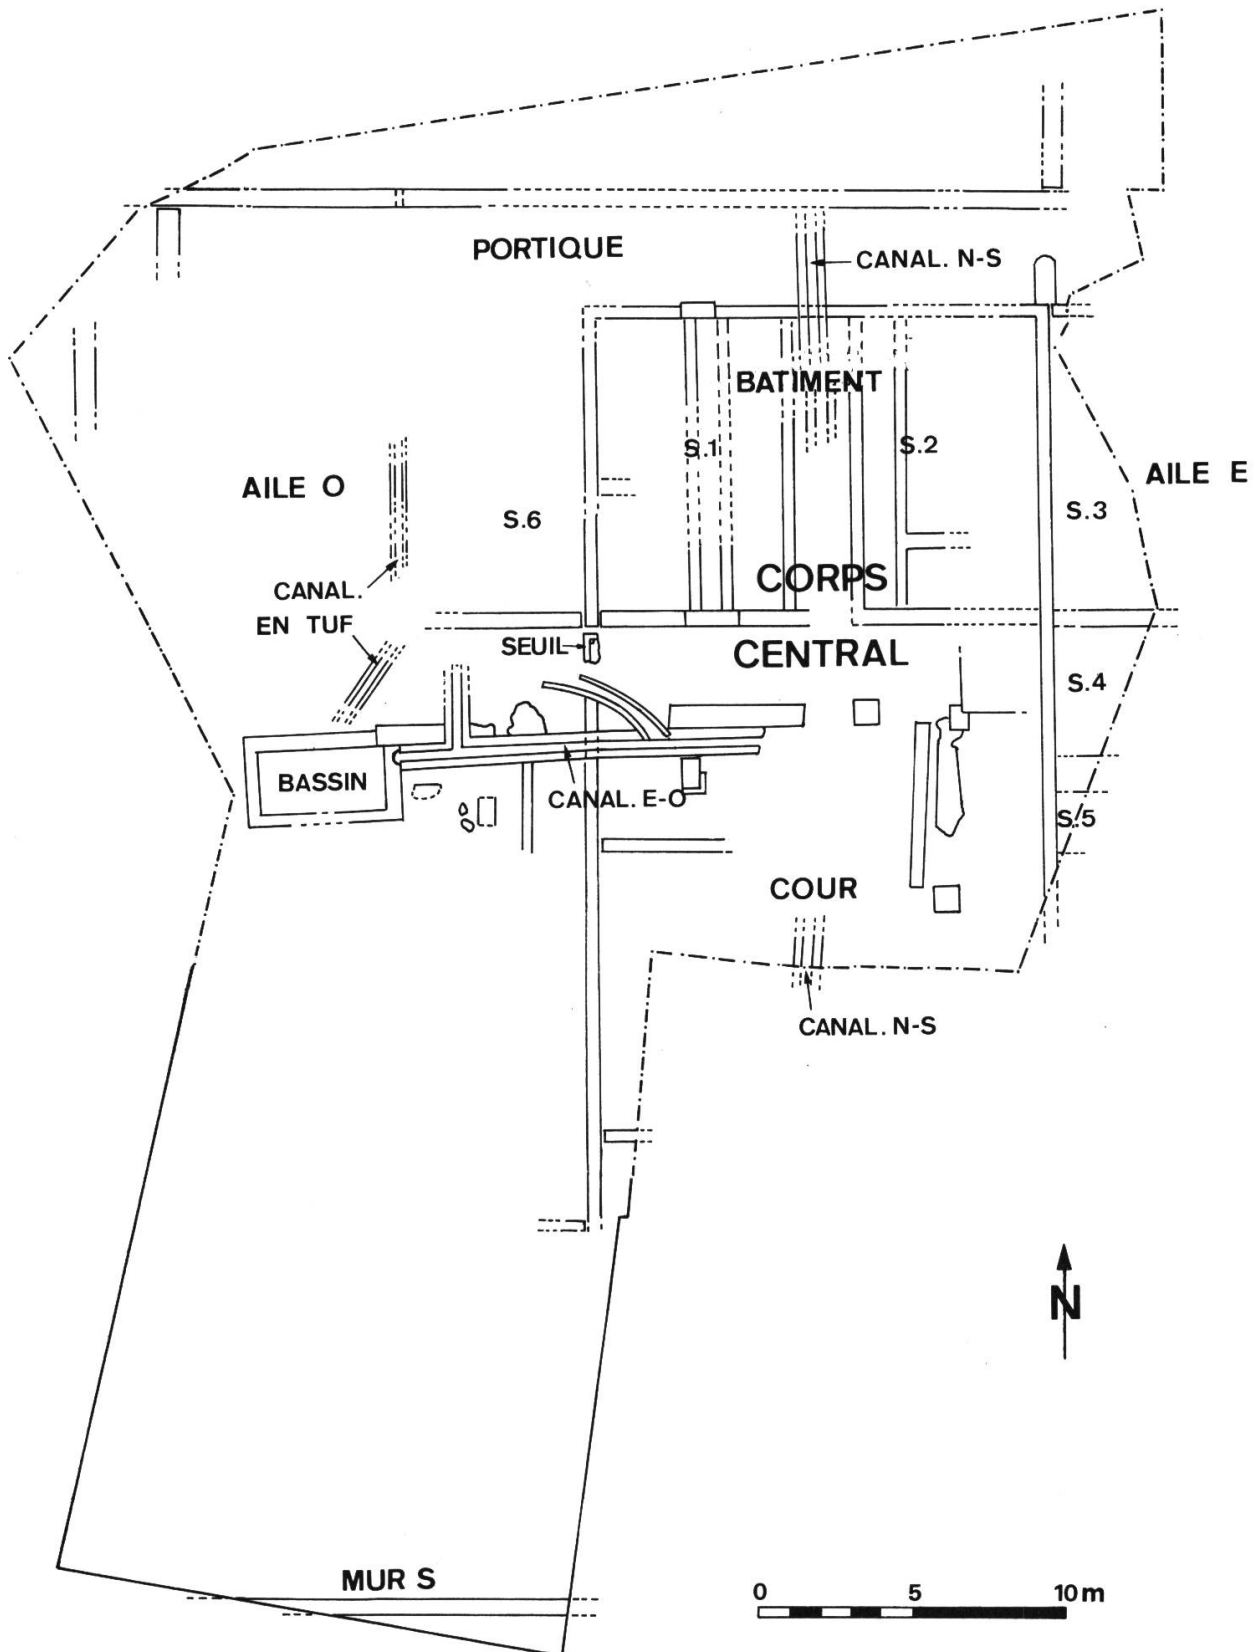 PORTIQUE
CANAL. N-S
BATIMENT
S.1
S.2
AILE E
AILE O
S.3
S.6
CORPS
CANAL.
EN TUF
SEUIL
CENTRAL
S.4
BASSIN
CANAL. E-O
S.5
COUR
CANAL. N-S
N
MUR S
0 5 10 m